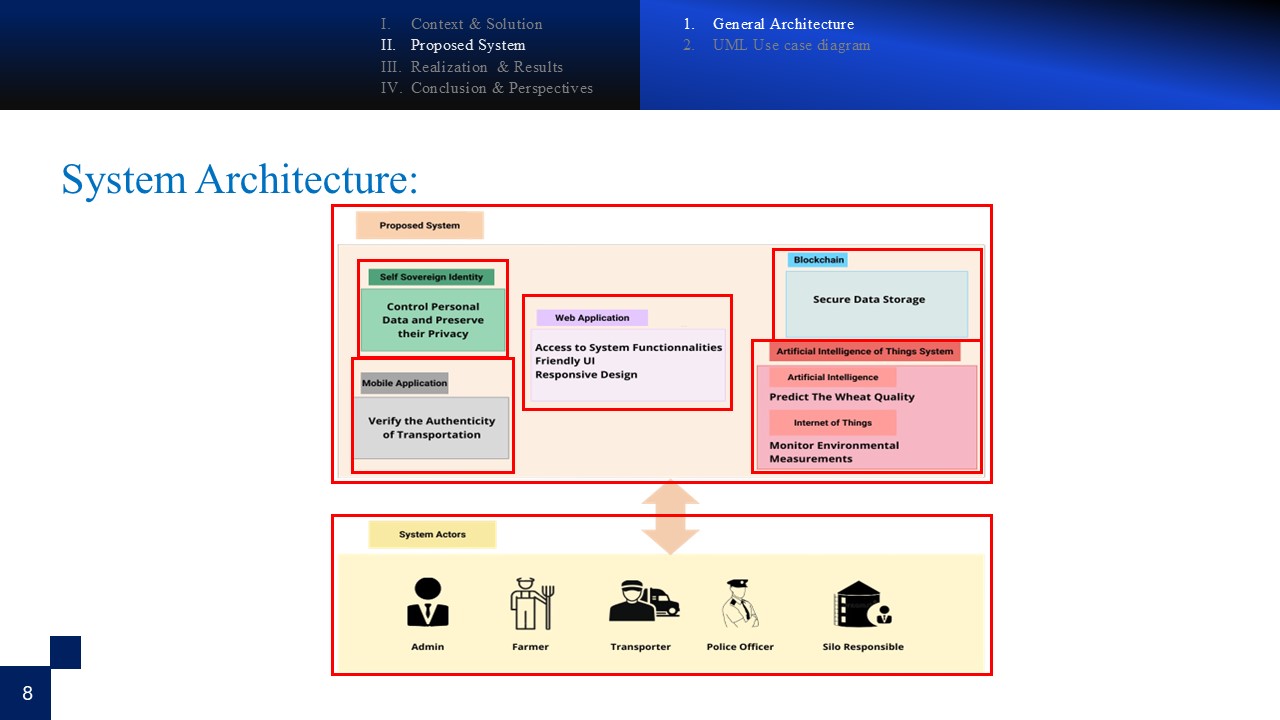 I. Context & Solution
II. Proposed System
III. Realization & Results
IV. Conclusion & Perspectives
1. General Architecture
2. UML Use case diagram
System Architecture:
Proposed System
Self Sovereign Identity
Control Personal
Data and Preserve
their Privacy
Mobile Application
Verify the Authenticity
of Transportation
Web Application
Access to System Functionnalities
Friendly UI
Responsive Design
Blockchain
Secure Data Storage
Artificial Intelligence of Things System
Artificial Intelligence
Predict The Wheat Quality
Internet of Things
Monitor Environmental
Measurements
System Actors
Admin
Farmer
Transporter
Police Officer
Silo Responsible
8